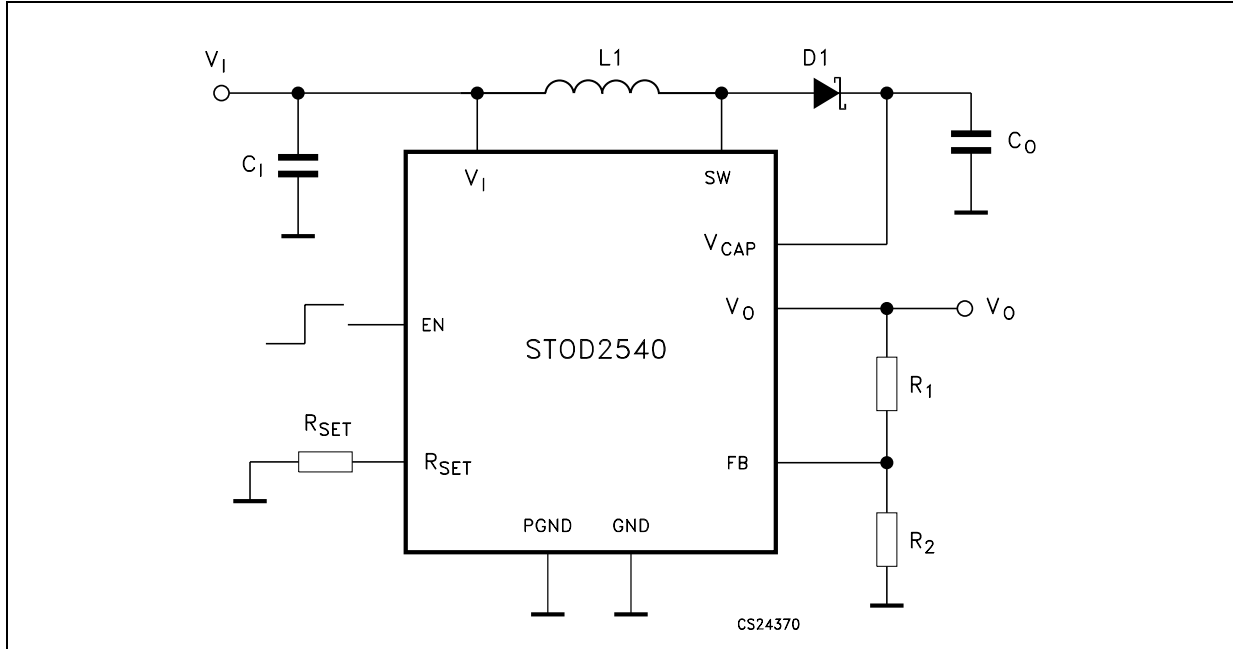 V_I
L1
D1
C_I
V_I
SW
C_O
V_CAP
V_O
V_O
EN
STOD2540
R_1
R_SET
R_SET
FB
PGND
GND
R_2
CS24370